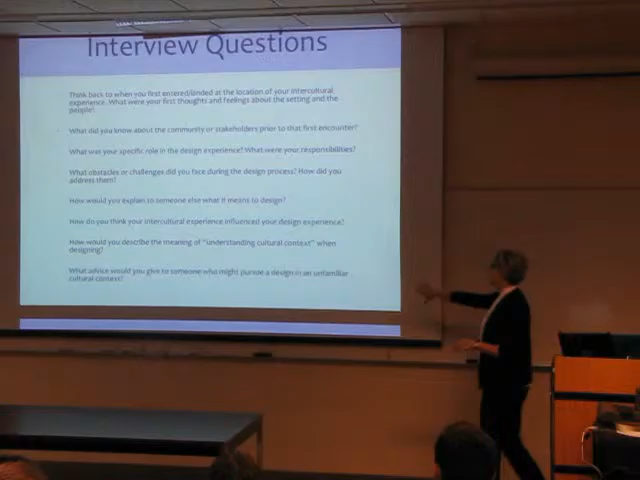 Interview Questions
Think back to when you first entered/landed at the location of your intercultural
experience. What were your first thoughts and feelings about the setting and the
people?
What did you know about the community or stakeholders prior to that first encounter?
What was your specific role in the design experience? What were your responsibilities?
What obstacles or challenges did you face during the design process? How did you
address them?
How would you explain to someone else what it means to design?
How do you think your intercultural experience influenced your design experience?
How would you describe the meaning of "understanding cultural context" when
designing?
What advice would you give to someone who might pursue a design in an unfamiliar
cultural context?